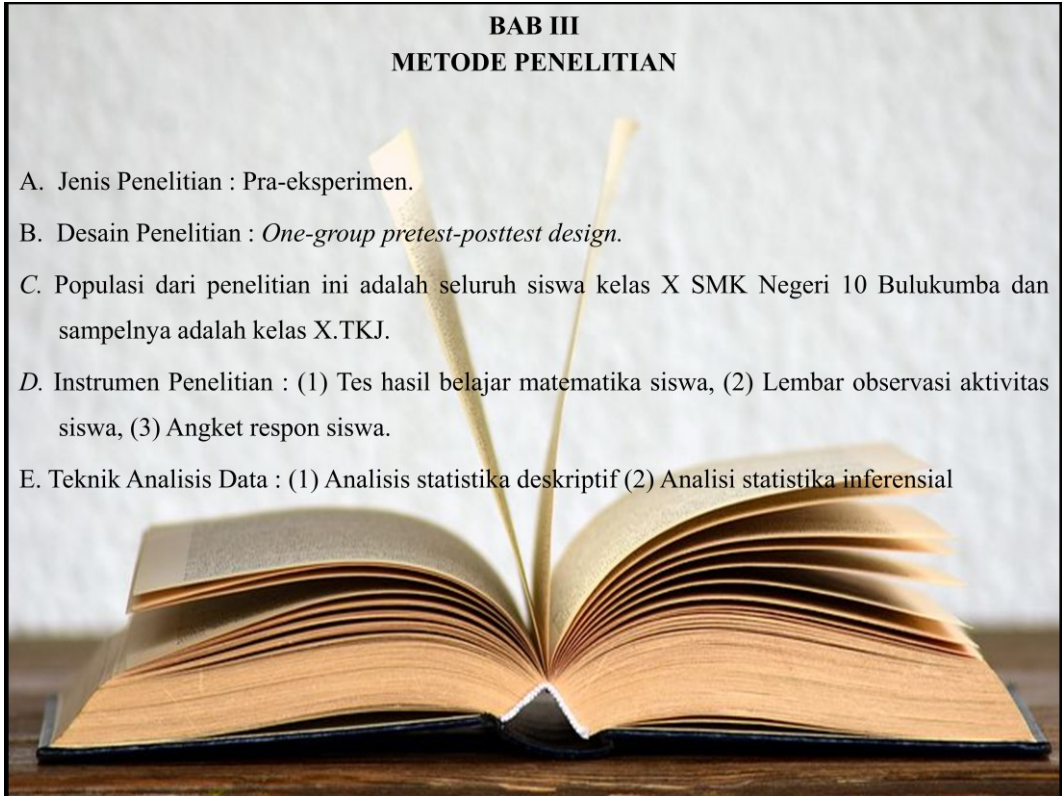 BAB III
METODE PENELITIAN
A. Jenis Penelitian : Pra-eksperimen.
B. Desain Penelitian : One-group pretest-posttest design.
C. Populasi dari penelitian ini adalah seluruh siswa kelas X SMK Negeri 10 Bulukumba dan
sampelnya adalah kelas X.TKJ.
D. Instrumen Penelitian : (1) Tes hasil belajar matematika siswa, (2) Lembar observasi aktivitas
siswa, (3) Angket respon siswa.
E. Teknik Analisis Data : (1) Analisis statistika deskriptif (2) Analisi statistika inferensial